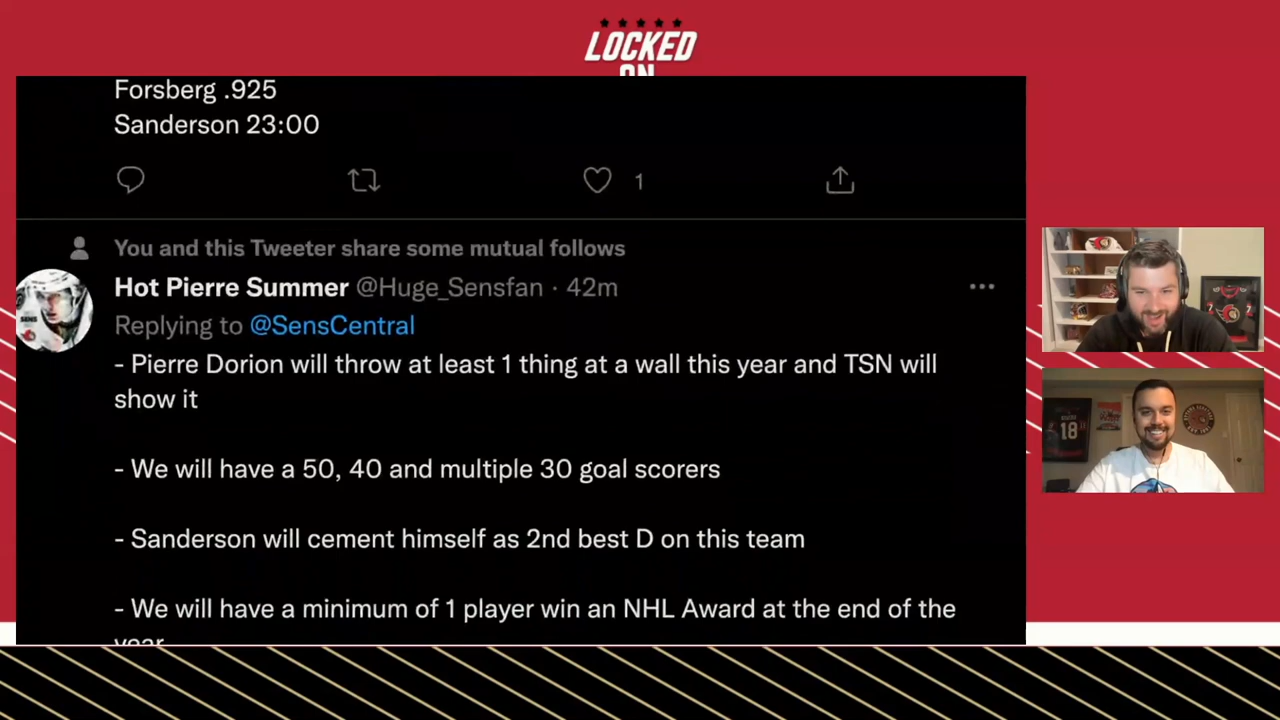 LOCKED
ON
Forsberg .925
Sanderson 23:00
1
You and this Tweeter share some mutual follows
Hot Pierre Summer @Huge_Sensfan · 42m
Replying to @SensCentral
- Pierre Dorion will throw at least 1 thing at a wall this year and TSN will
show it
- We will have a 50, 40 and multiple 30 goal scorers
- Sanderson will cement himself as 2nd best D on this team
- We will have a minimum of 1 player win an NHL Award at the end of the
year
18